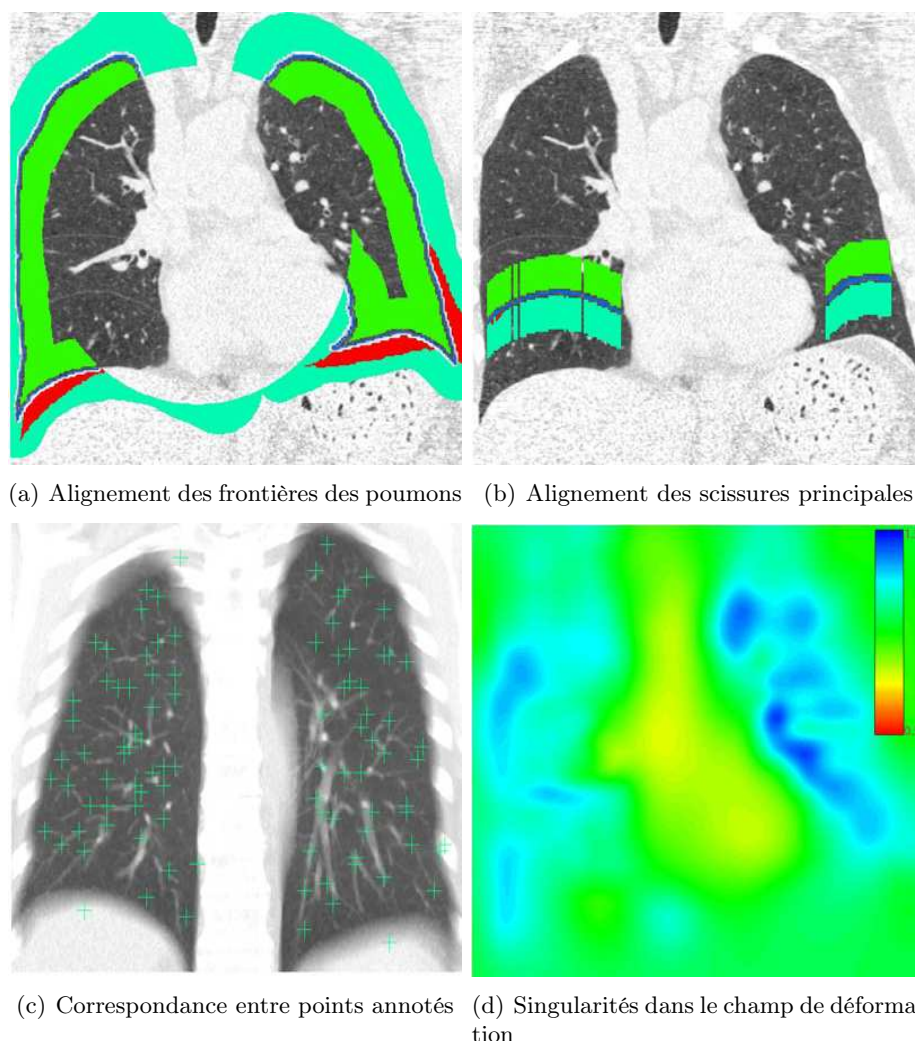 (a) Alignement des frontières des poumons
(b) Alignement des scissures principales
(c) Correspondance entre points annotés
(d) Singularités dans le champ de déforma
tion